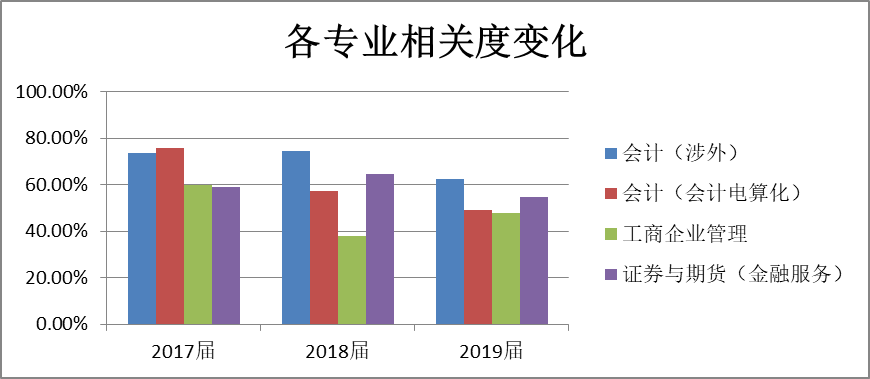 各专业相关度变化
100.00%
80.00%
60.00%
40.00%
20.00%
0.00%
2017届
2018届
2019届
会计（涉外）
会计（会计电算化）
工商企业管理
证券与期货（金融服务）